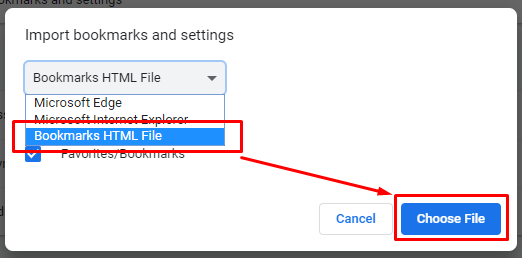 and settings
Import bookmarks and settings
Bookmarks HTML File
Microsoft Edge
Microsoft Internet Explorer
Bookmarks HTML File
Favorites/Bookmarks
Cancel
Choose File